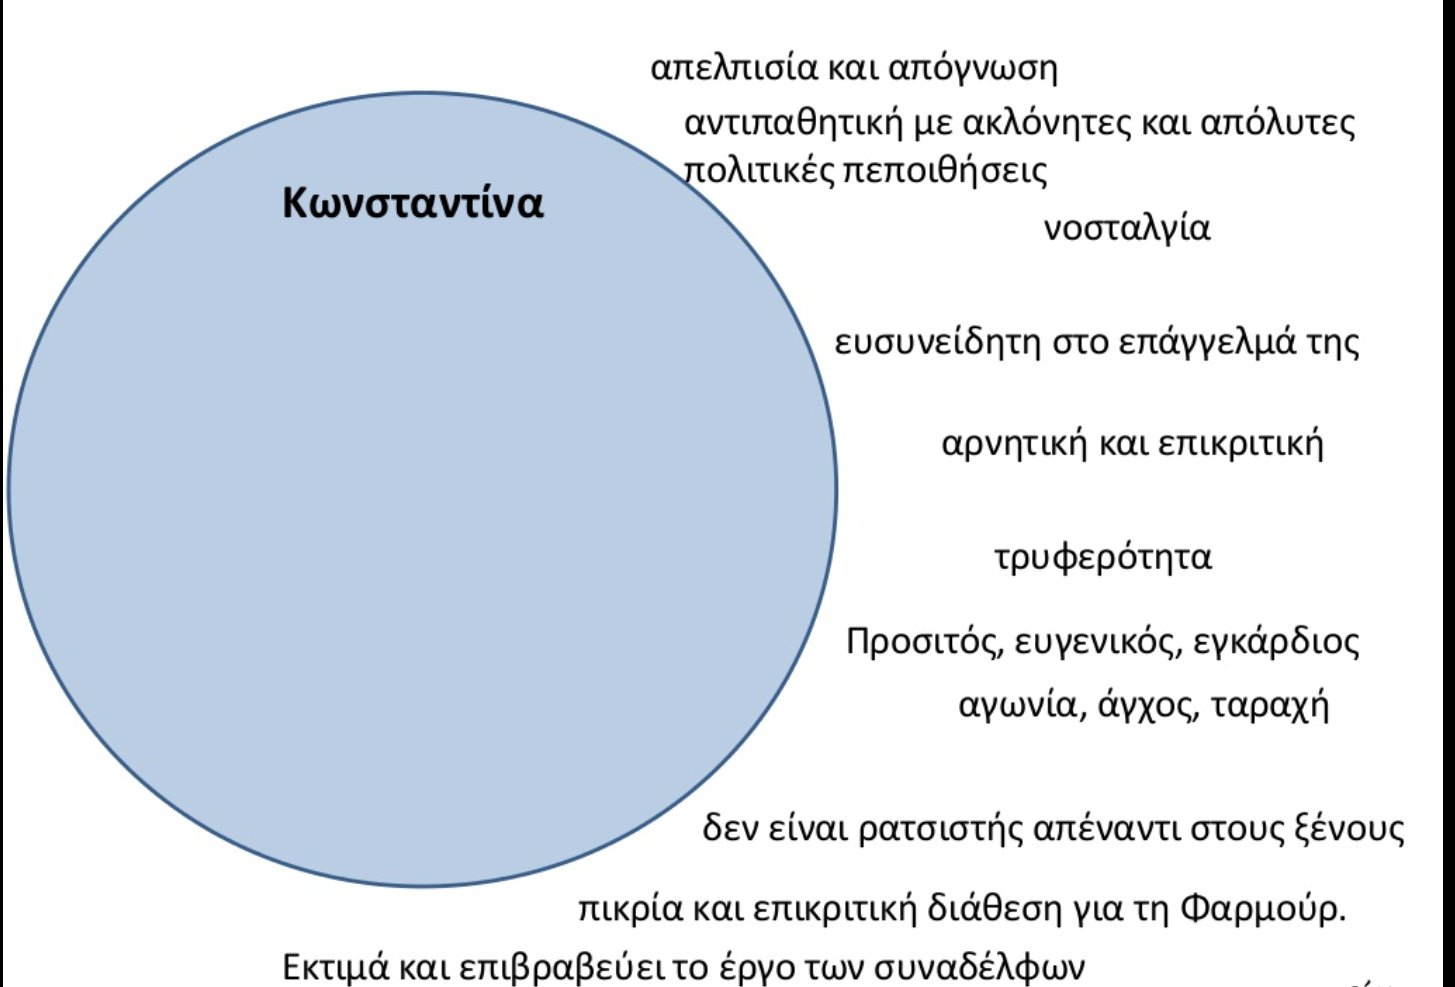 απελπισία και απόγνωση
αντιπαθητική με ακλόνητες και απόλυτες
πολιτικές πεποιθήσεις
Κωνσταντίνα
νοσταλγία
ευσυνείδητη στο επάγγελμά της
αρνητική και επικριτική
τρυφερότητα
Προσιτός, ευγενικός, εγκάρδιος
αγωνία, άγχος, ταραχή
δεν είναι ρατσιστής απέναντι στους ξένους
πικρία και επικριτική διάθεση για τη Φαρμούρ.
Εκτιμά και επιβραβεύει το έργο των συναδέλφων